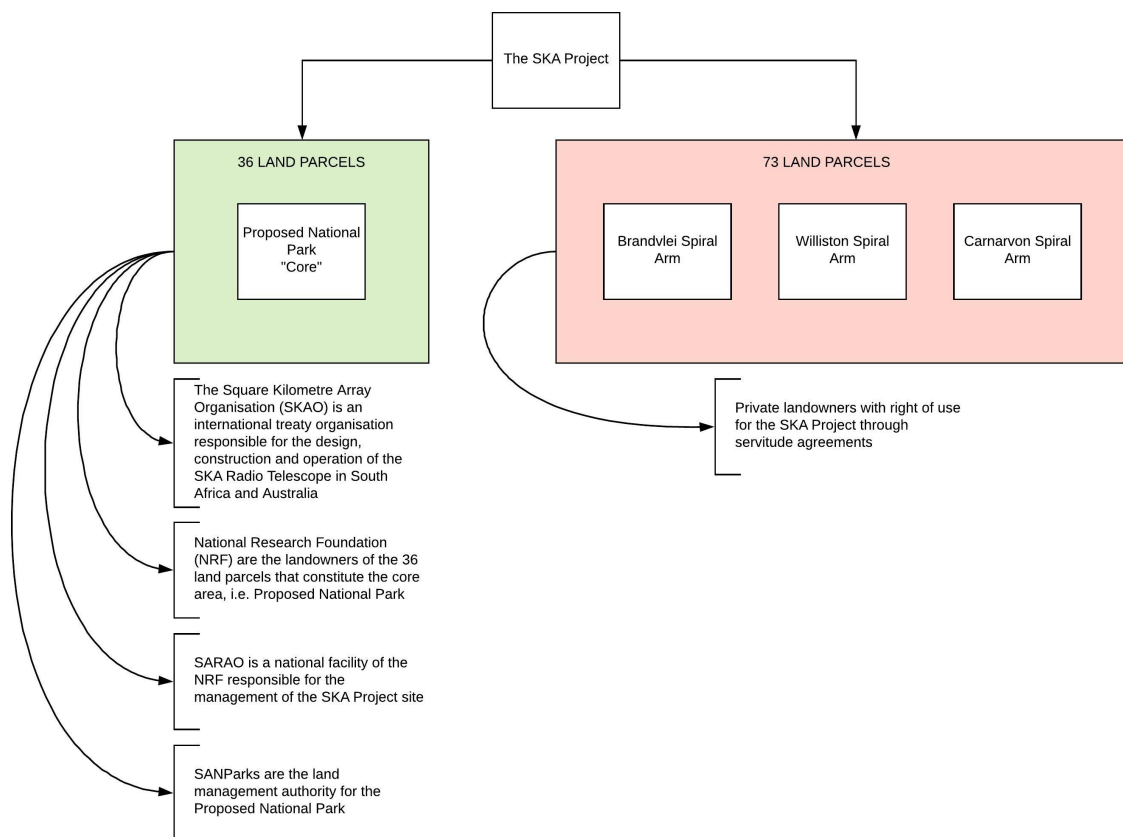 The SKA Project
36 LAND PARCELS
Proposed National
Park
"Core"
73 LAND PARCELS
Brandvlei Spiral
Arm
Williston Spiral
Arm
Carnarvon Spiral
Arm
The Square Kilometre Array
Organisation (SKAO) is an
international treaty organisation
responsible for the design,
construction and operation of the
SKA Radio Telescope in South
Africa and Australia
Private landowners with right of use
for the SKA Project through
servitude agreements
National Research Foundation
(NRF) are the landowners of the 36
land parcels that constitute the core
area, i.e. Proposed National Park
SARAO is a national facility of the
NRF responsible for the
management of the SKA Project site
SANParks are the land
management authority for the
Proposed National Park